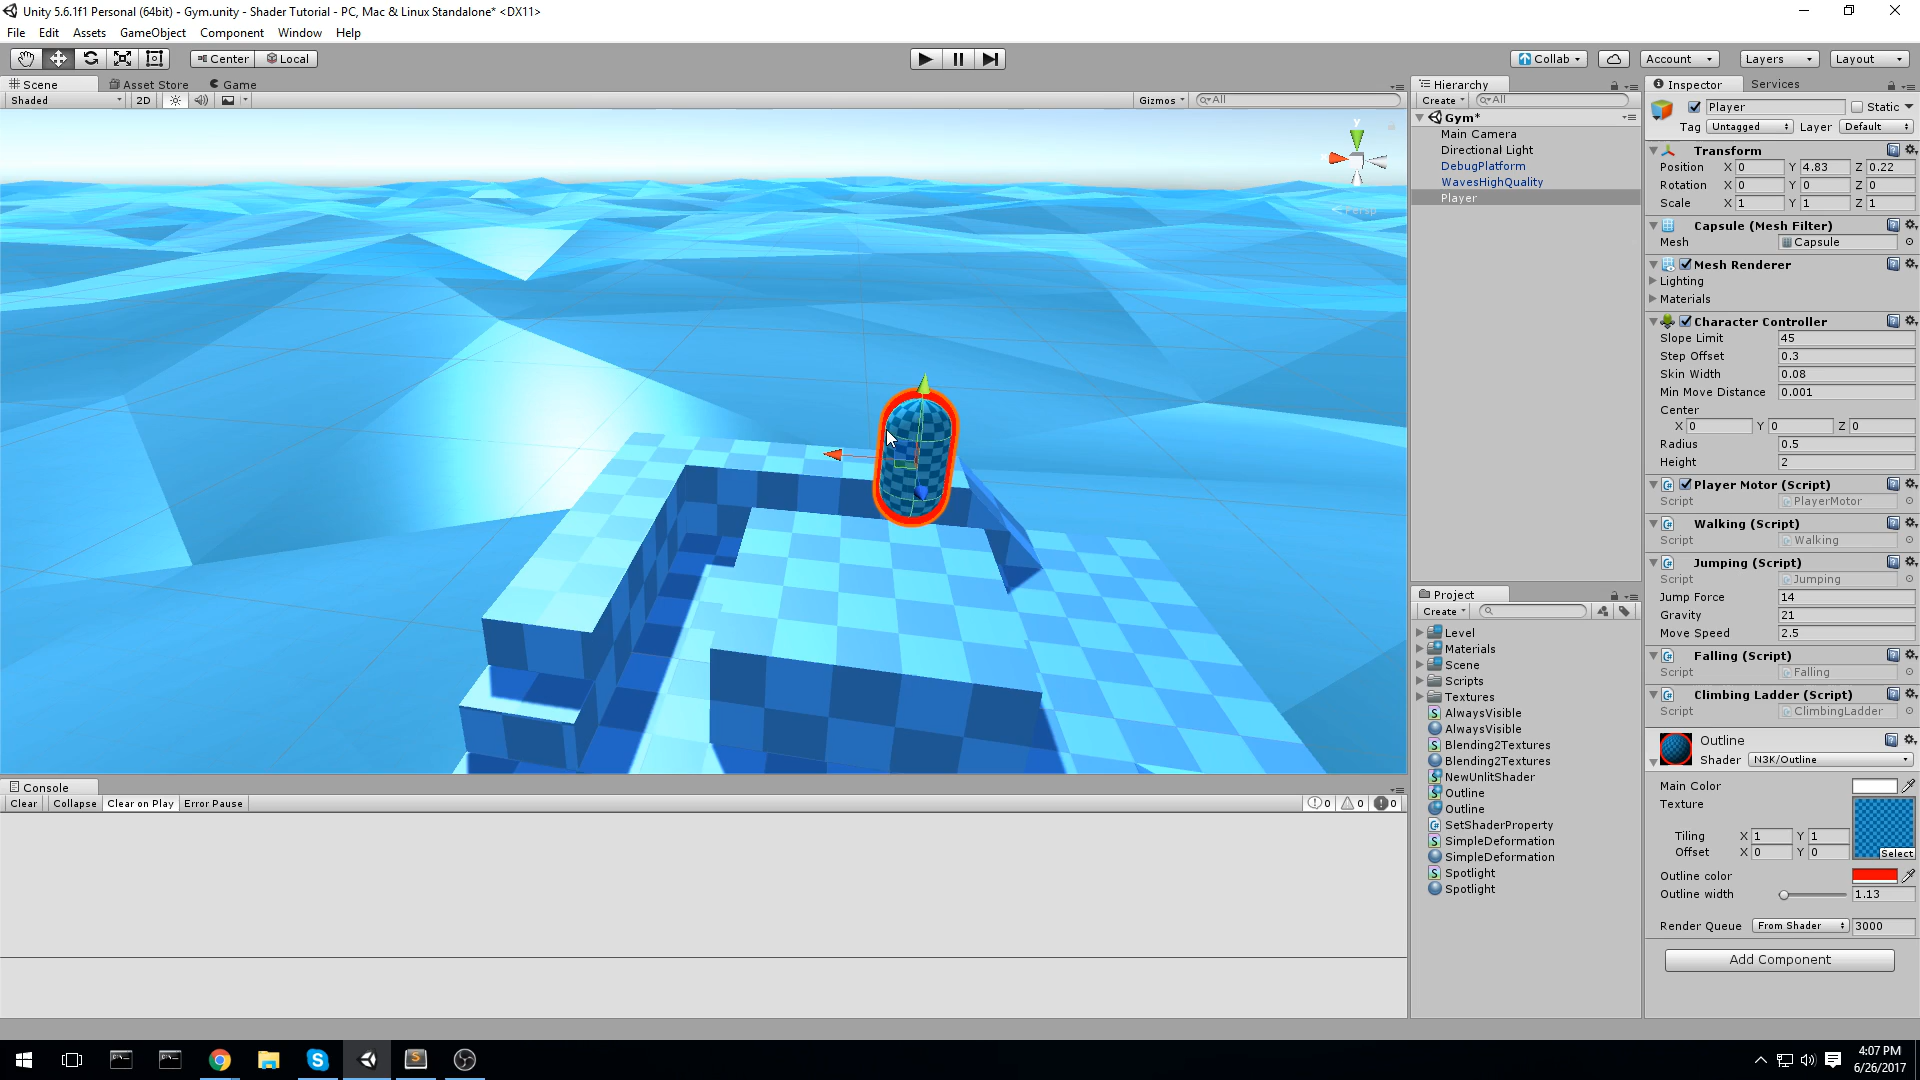 Unity 5.6.1f1 Personal (64bit) - Gym.unity - Shader Tutorial - PC, Mac & Linux Standalone* <DX11>
File Edit Assets GameObject Component Window Help
Center Local
Collab Account Layers Layout
Scene Asset Store Game
Shaded 2D Gizmos All
y
Persp
Hierarchy
Create All
Gym*
Main Camera
Directional Light
DebugPlatform
WavesHighQuality
Player
Project
Create
Level
Materials
Scene
Scripts
Textures
AlwaysVisible
AlwaysVisible
Blending2Textures
Blending2Textures
NewUnlitShader
Outline
Outline
SetShaderProperty
SimpleDeformation
SimpleDeformation
Spotlight
Spotlight
Inspector Services
Player Static
Tag Untagged Layer Default
Transform
Position X 0 Y 4.83 Z 0.22
Rotation X 0 Y 0 Z 0
Scale X 1 Y 1 Z 1
Capsule (Mesh Filter)
Mesh Capsule
Mesh Renderer
Lighting
Materials
Character Controller
Slope Limit 45
Step Offset 0.3
Skin Width 0.08
Min Move Distance 0.001
Center
X 0 Y 0 Z 0
Radius 0.5
Height 2
Player Motor (Script)
Script PlayerMotor
Walking (Script)
Script Walking
Jumping (Script)
Script Jumping
Jump Force 14
Gravity 21
Move Speed 2.5
Falling (Script)
Script Falling
Climbing Ladder (Script)
Script ClimbingLadder
Outline
Shader N3K/Outline
Main Color
Texture
Tiling X 1 Y 1
Offset X 0 Y 0
Select
Outline color
Outline width 1.13
Render Queue From Shader 3000
Add Component
Console
Clear Collapse Clear on Play Error Pause 0 0 0
4:07 PM
6/26/2017